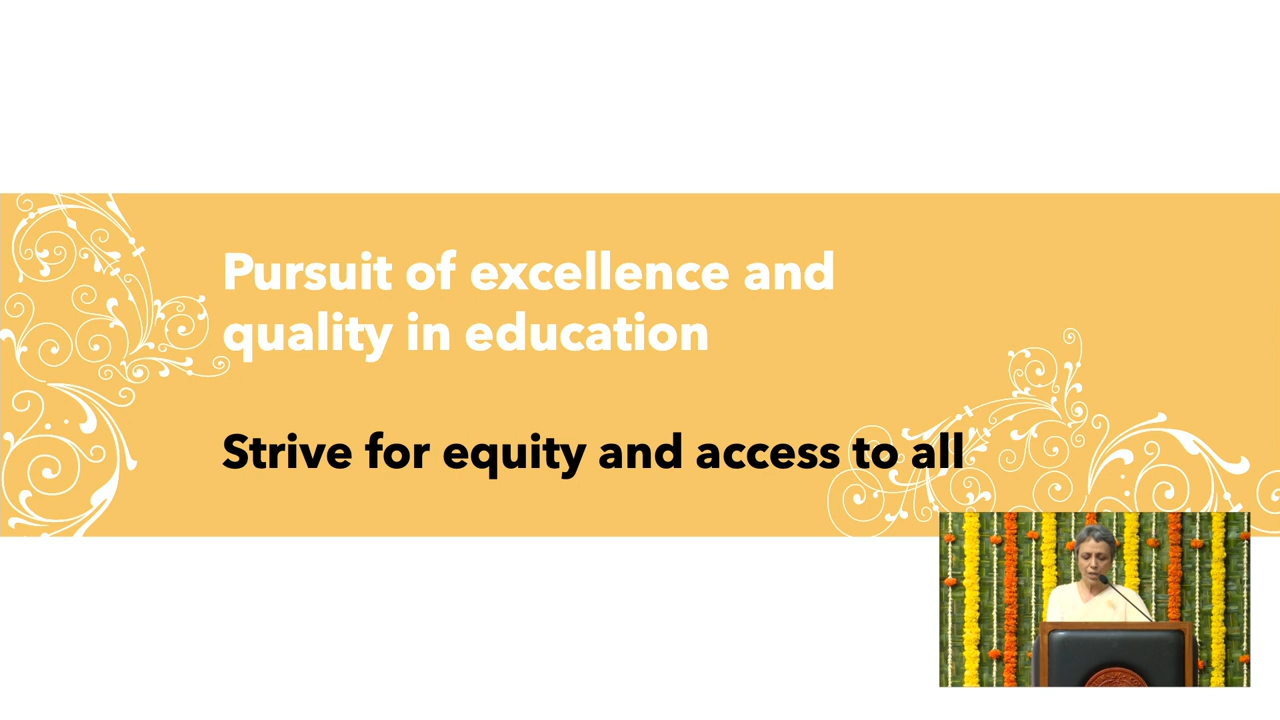 Pursuit of excellence and
quality in education
Strive for equity and access to all